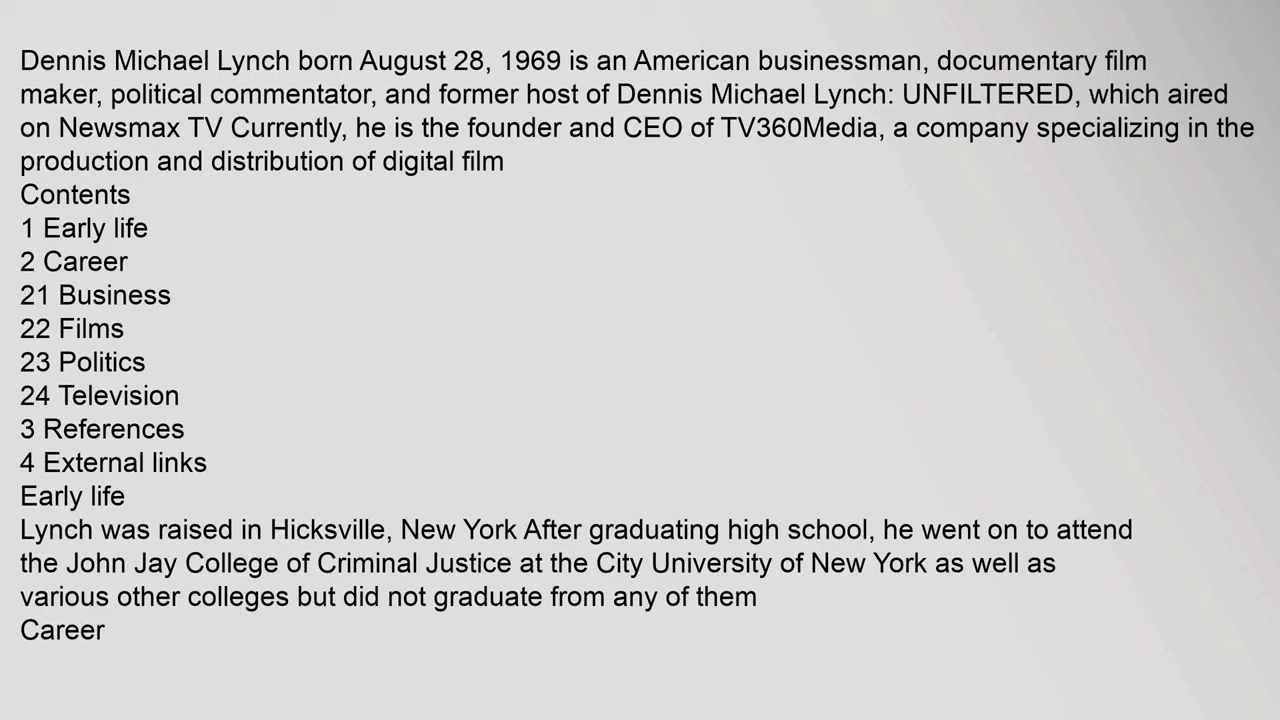 Dennis Michael Lynch born August 28, 1969 is an American businessman, documentary film
maker, political commentator, and former host of Dennis Michael Lynch: UNFILTERED, which aired
on Newsmax TV Currently, he is the founder and CEO of TV360Media, a company specializing in the
production and distribution of digital film
Contents
1 Early life
2 Career
21 Business
22 Films
23 Politics
24 Television
3 References
4 External links
Early life
Lynch was raised in Hicksville, New York After graduating high school, he went on to attend
the John Jay College of Criminal Justice at the City University of New York as well as
various other colleges but did not graduate from any of them
Career